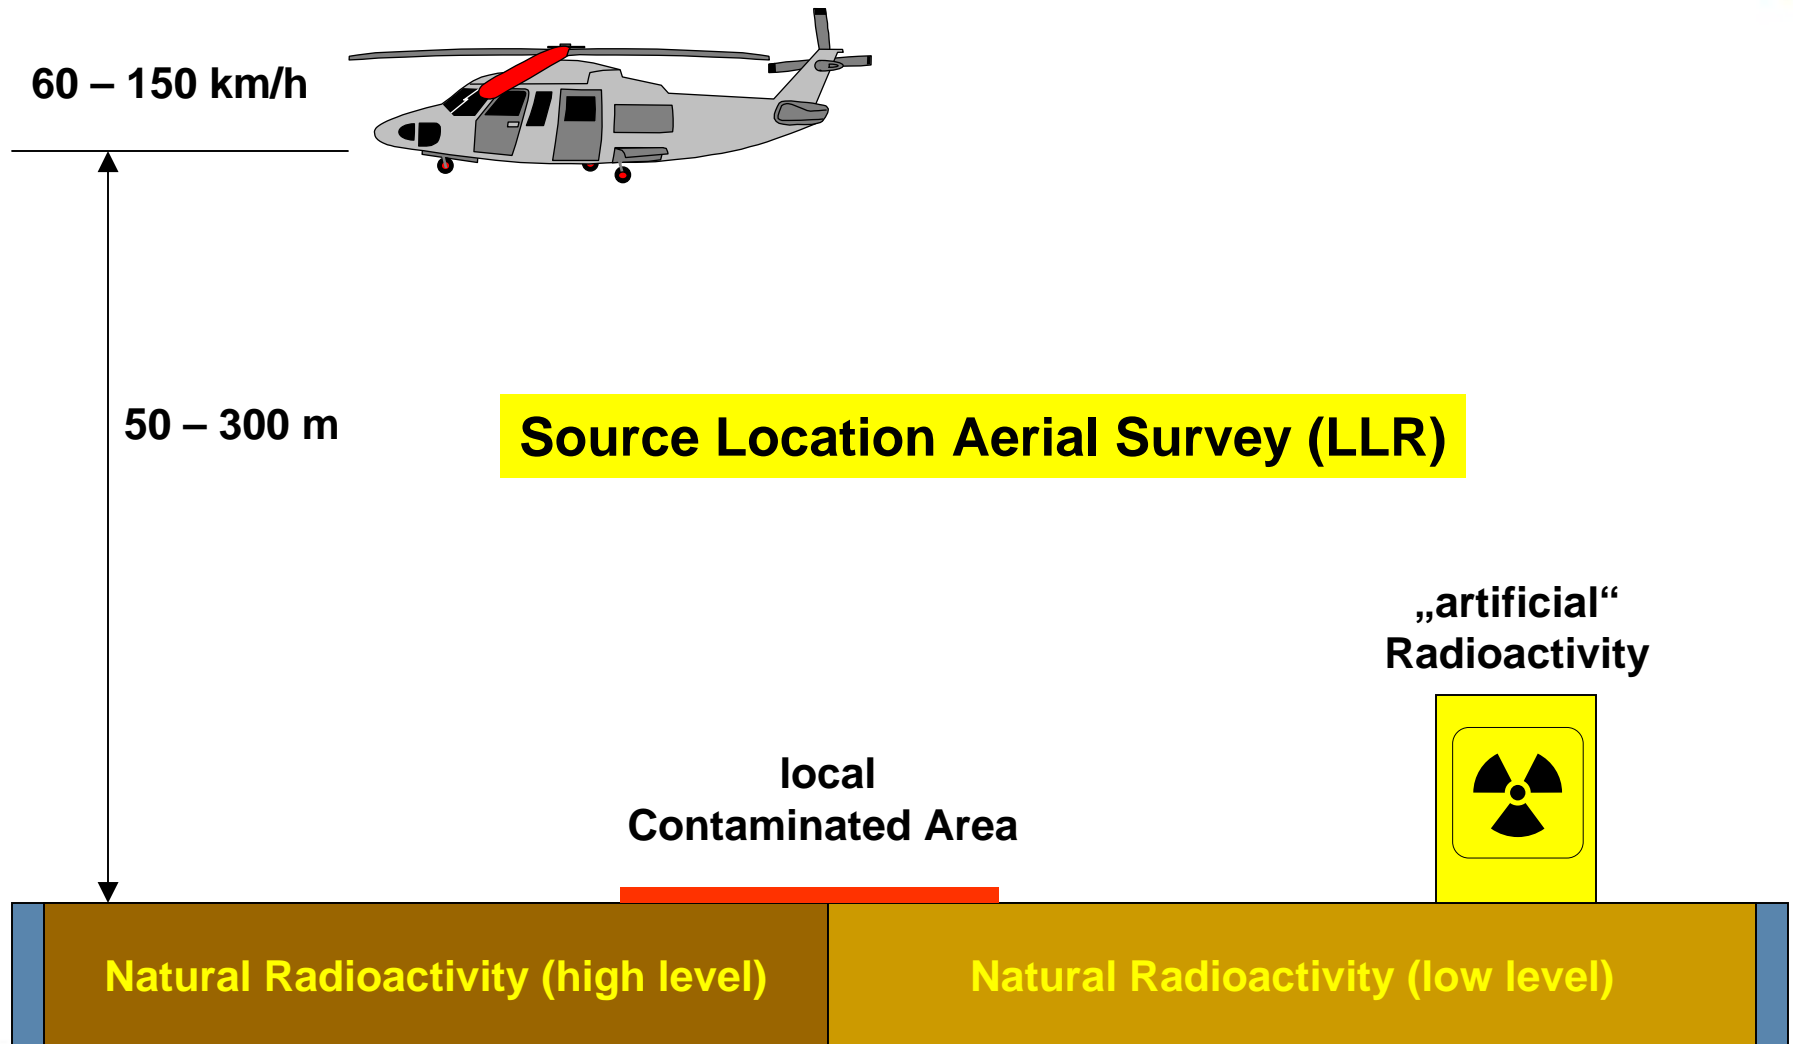 60 – 150 km/h
50 – 300 m
Source Location Aerial Survey (LLR)
„artificial“
Radioactivity
local
Contaminated Area
Natural Radioactivity (high level)
Natural Radioactivity (low level)